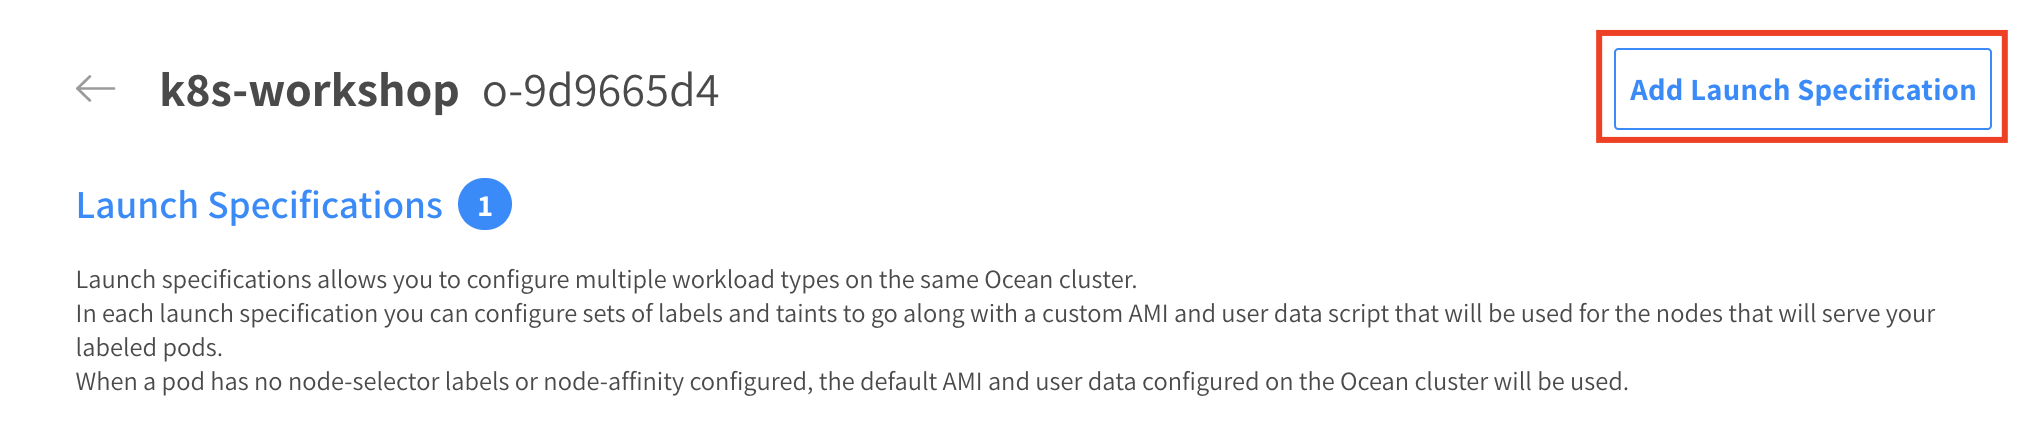 k8s-workshop o-9d9665d4
Add Launch Specification
Launch Specifications 1
Launch specifications allows you to configure multiple workload types on the same Ocean cluster.
In each launch specification you can configure sets of labels and taints to go along with a custom AMI and user data script that will be used for the nodes that will serve your
labeled pods.
When a pod has no node-selector labels or node-affinity configured, the default AMI and user data configured on the Ocean cluster will be used.